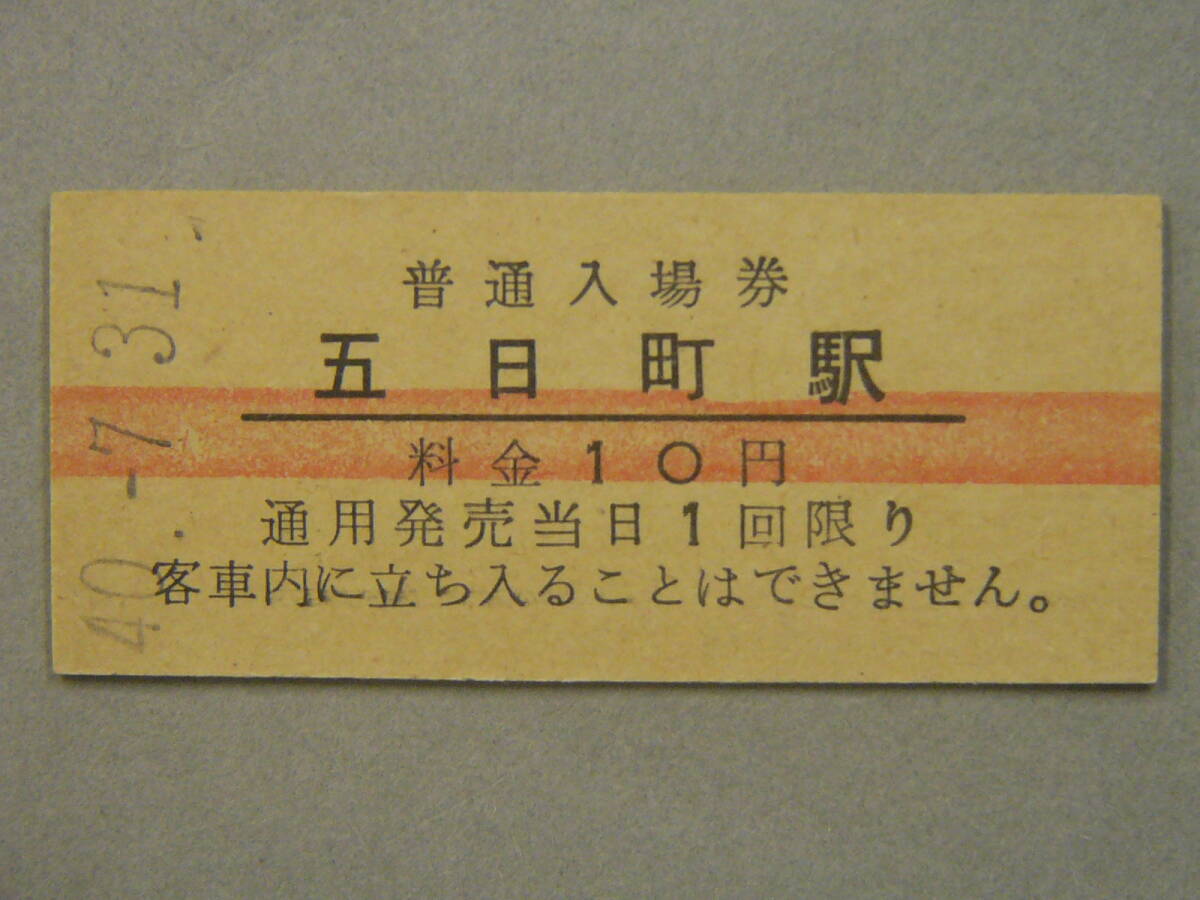 普通入場券
五日町駅
料金10円
通用発売当日1回限り
客車内に立ち入ることはできません。
40.-7.31